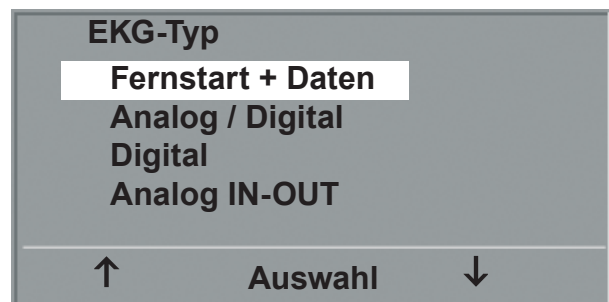 EKG-Typ
Fernstart + Daten
Analog / Digital
Digital
Analog IN-OUT
↑ Auswahl ↓